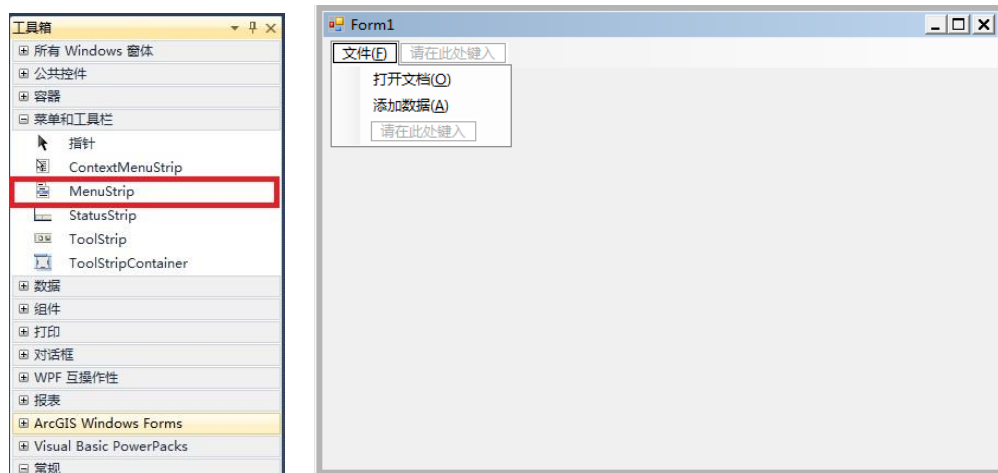 工具箱
所有 Windows 窗体
公共控件
容器
菜单和工具栏
指针
ContextMenuStrip
MenuStrip
StatusStrip
ToolStrip
ToolStripContainer
数据
组件
打印
对话框
WPF 互操作性
报表
ArcGIS Windows Forms
Visual Basic PowerPacks
常规
Form1
文件(F) 请在此处键入
打开文档(O)
添加数据(A)
请在此处键入